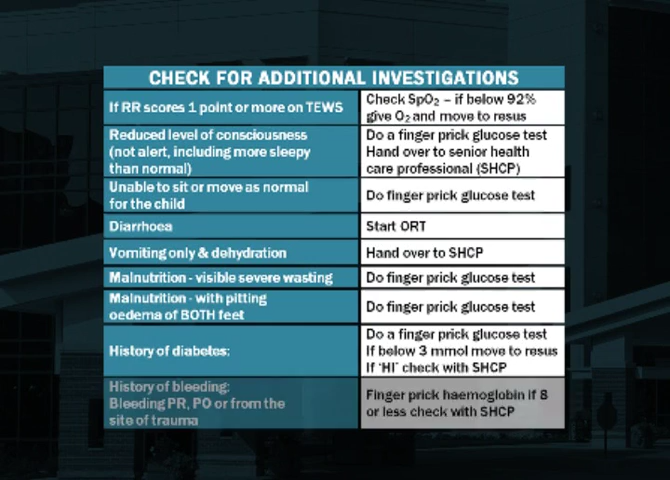 CHECK FOR ADDITIONAL INVESTIGATIONS
If RR scores 1 point or more on TEWS
Check SpO₂ – if below 92%
give O₂ and move to resus
Reduced level of consciousness
(not alert, including more sleepy
than normal)
Do a finger prick glucose test
Hand over to senior health
care professional (SHCP)
Unable to sit or move as normal
for the child
Do finger prick glucose test
Diarrhoea
Start ORT
Vomiting only & dehydration
Hand over to SHCP
Malnutrition - visible severe wasting
Do finger prick glucose test
Malnutrition - with pitting
oedema of BOTH feet
Do finger prick glucose test
History of diabetes:
Do a finger prick glucose test
If below 3 mmol move to resus
If 'HI' check with SHCP
History of bleeding:
Bleeding PR, PO or from the
site of trauma
Finger prick haemoglobin if 8
or less check with SHCP